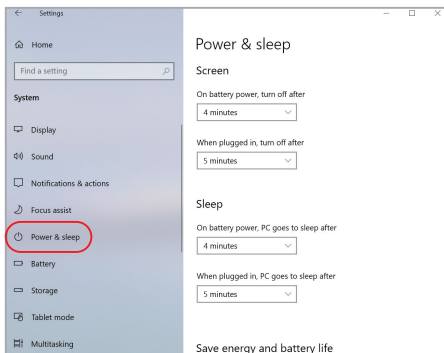 Settings
Home
Find a setting
System
Display
Sound
Notifications & actions
Focus assist
Power & sleep
Battery
Storage
Tablet mode
Multitasking
Power & sleep
Screen
On battery power, turn off after
4 minutes
When plugged in, turn off after
5 minutes
Sleep
On battery power, PC goes to sleep after
4 minutes
When plugged in, PC goes to sleep after
5 minutes
Save energy and battery life